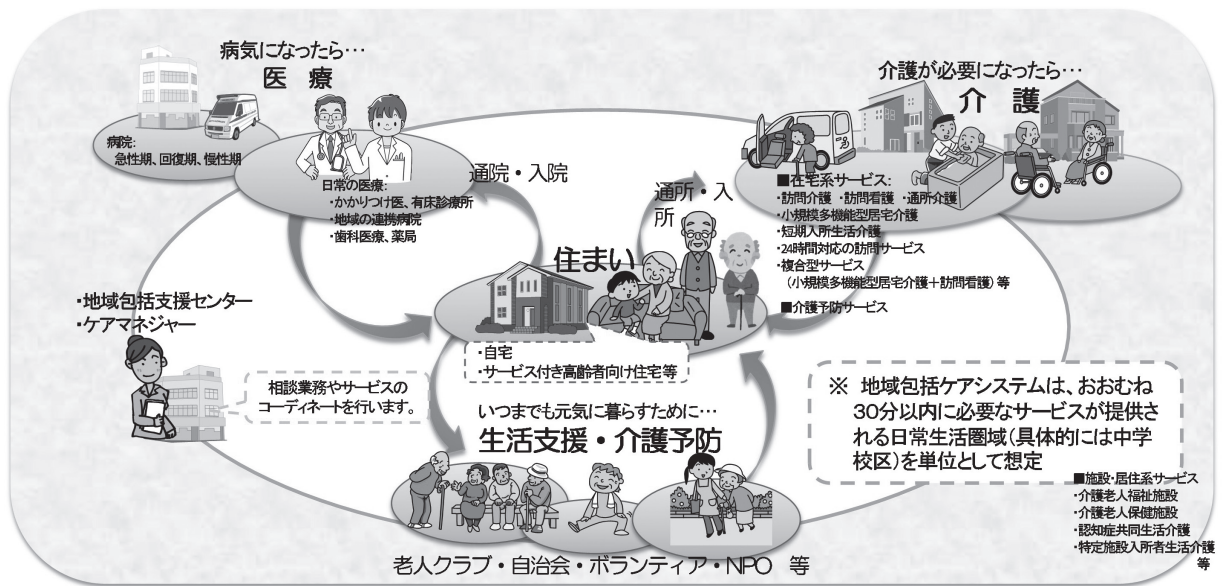 病気になったら…
医 療
病院:
急性期、回復期、慢性期
日常の医療:
・かかりつけ医、有床診療所
・地域の連携病院
・歯科医療、薬局
通院・入院
通所・入
所
介護が必要になったら…
介 護
■在宅系サービス:
・訪問介護 ・訪問看護 ・通所介護
・小規模多機能型居宅介護
・短期入所生活介護
・24時間対応の訪問サービス
・複合型サービス
(小規模多機能型居宅介護+訪問看護)等
■介護予防サービス
住まい
・自宅
・サービス付き高齢者向け住宅等
・地域包括支援センター
・ケアマネジャー
相談業務やサービスの
コーディネートを行います。
いつまでも元気に暮らすために…
生活支援・介護予防
老人クラブ・自治会・ボランティア・NPO 等
※ 地域包括ケアシステムは、おおむね
30分以内に必要なサービスが提供さ
れる日常生活圏域(具体的には中学
校区)を単位として想定
■施設・居住系サービス
・介護老人福祉施設
・介護老人保健施設
・認知症共同生活介護
・特定施設入所者生活介護
等